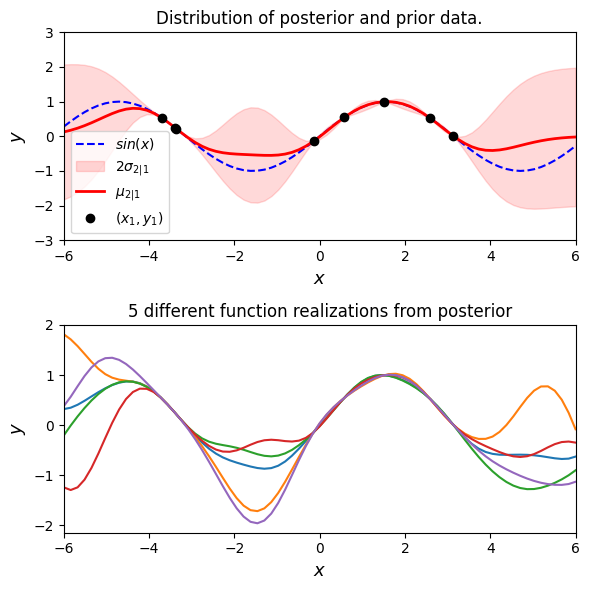 Distribution of posterior and prior data.
3
2
1
0
−1
−2
−3
y
sin(x)
2σ2|1
μ2|1
(x1, y1)
−6 −4 −2 0 2 4 6
x
5 different function realizations from posterior
2
1
0
−1
−2
y
−6 −4 −2 0 2 4 6
x